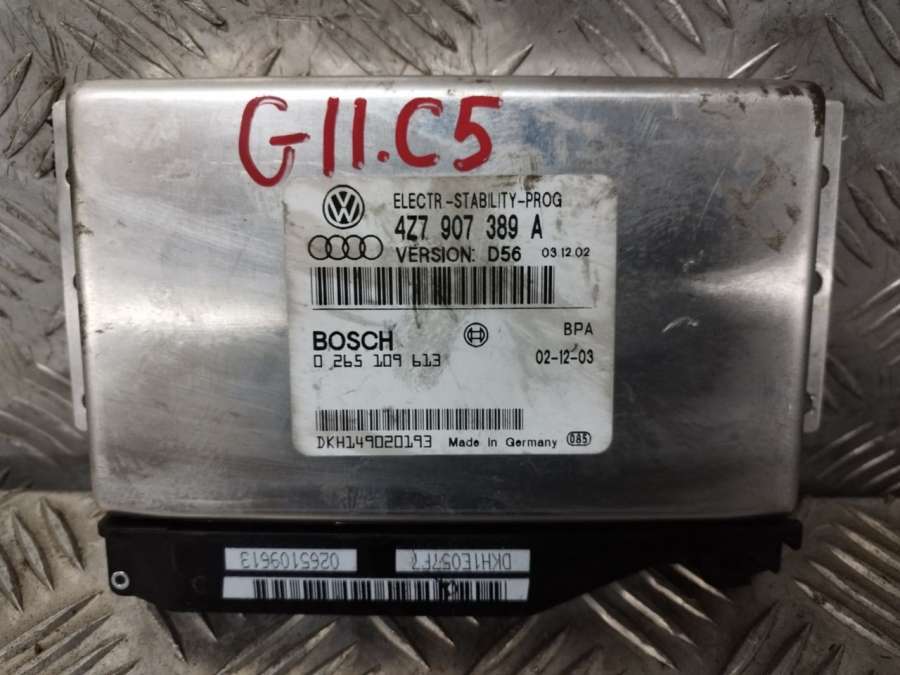 G11.C5
ELECTR-STABILITY-PROG
4Z7 907 389 A
VERSION: D56 03.12.02
BOSCH BPA
0 265 109 613 02-12-03
DKH149020193 Made in Germany 085
0265109613 DKH1E057F7